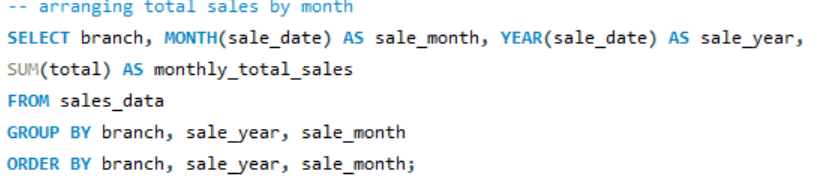 -- arranging total sales by month
SELECT branch, MONTH(sale_date) AS sale_month, YEAR(sale_date) AS sale_year,
SUM(total) AS monthly_total_sales
FROM sales_data
GROUP BY branch, sale_year, sale_month
ORDER BY branch, sale_year, sale_month;